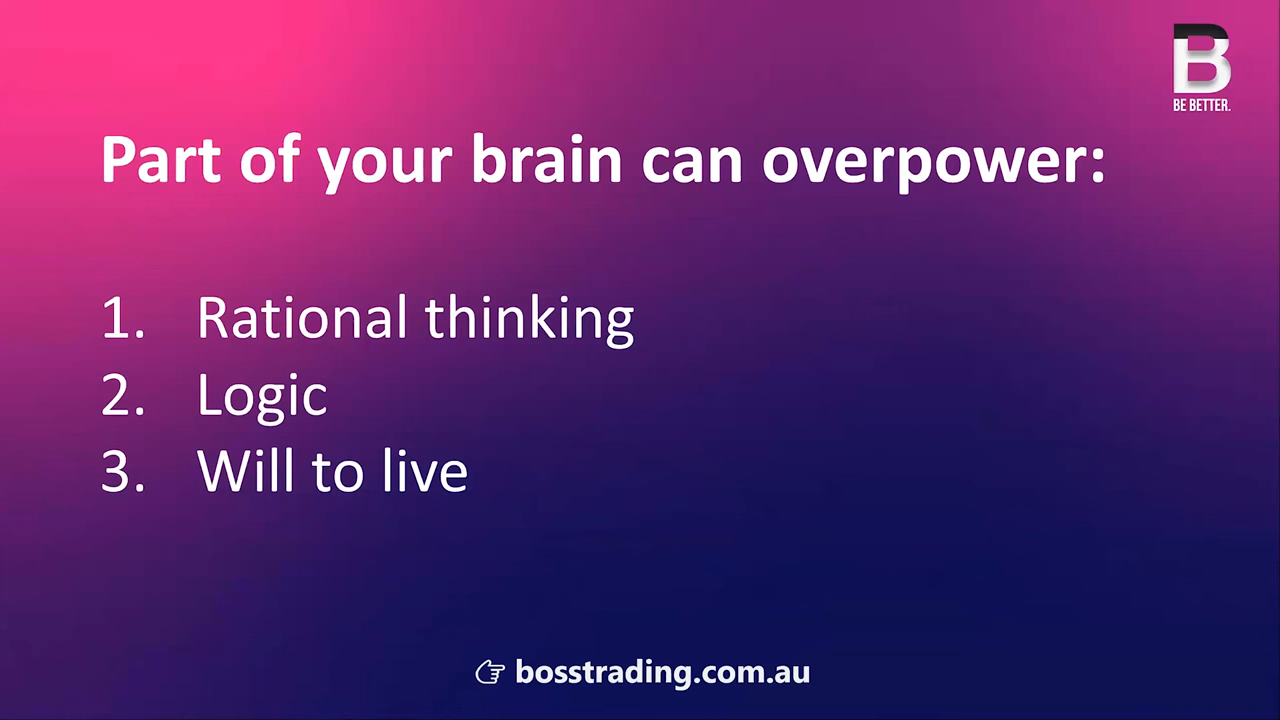 B
BE BETTER.
Part of your brain can overpower:
1. Rational thinking
2. Logic
3. Will to live
bosstrading.com.au